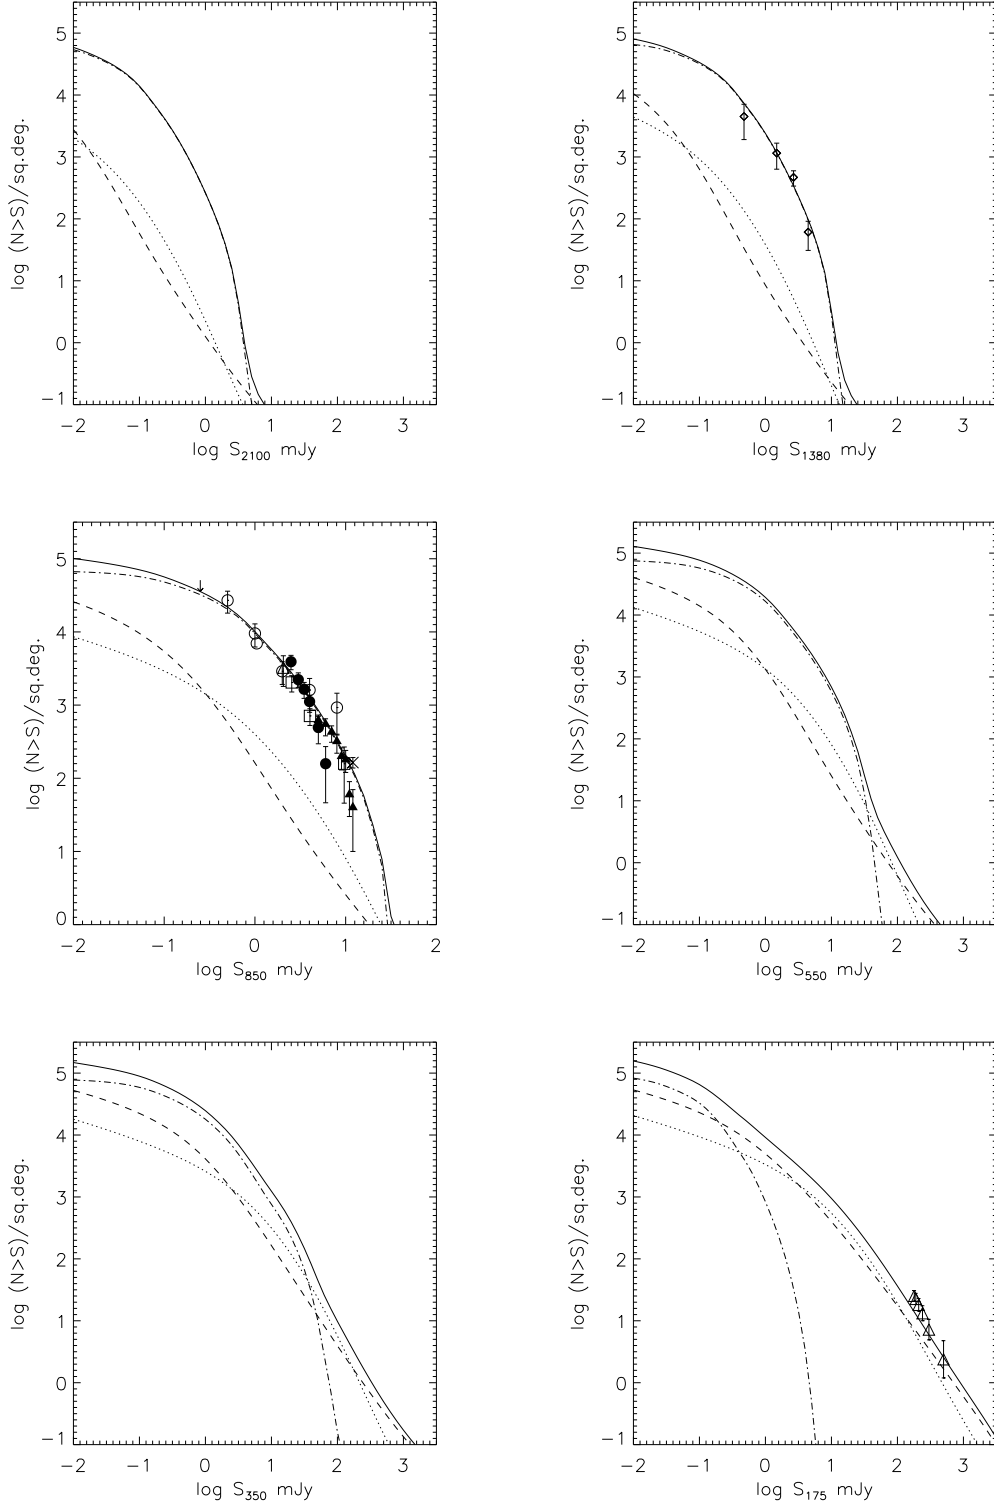 5
4
3
2
1
0
−1
log (N>S)/sq.deg.
−2 −1 0 1 2 3
log S2100 mJy
5
4
3
2
1
0
−1
log (N>S)/sq.deg.
−2 −1 0 1 2 3
log S1380 mJy
5
4
3
2
1
0
log (N>S)/sq.deg.
−2 −1 0 1 2
log S850 mJy
5
4
3
2
1
0
−1
log (N>S)/sq.deg.
−2 −1 0 1 2 3
log S550 mJy
5
4
3
2
1
0
−1
log (N>S)/sq.deg.
−2 −1 0 1 2 3
log S350 mJy
5
4
3
2
1
0
−1
log (N>S)/sq.deg.
−2 −1 0 1 2 3
log S175 mJy